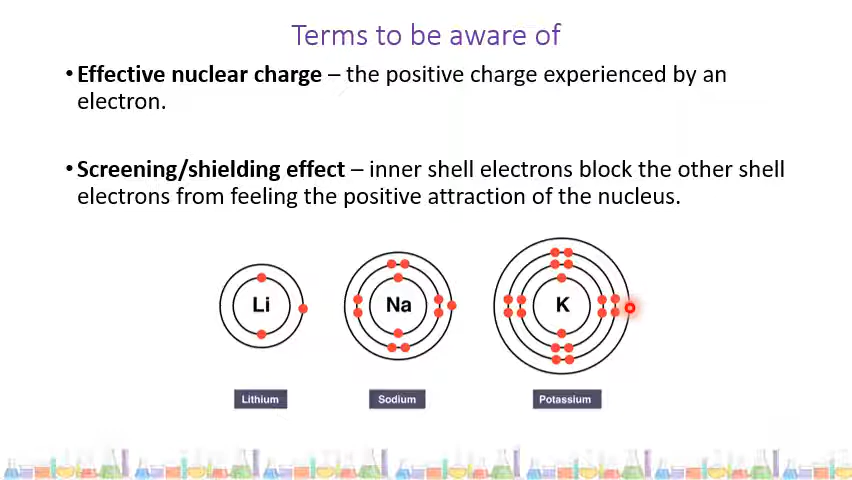 Terms to be aware of
•Effective nuclear charge – the positive charge experienced by an
electron.
•Screening/shielding effect – inner shell electrons block the other shell
electrons from feeling the positive attraction of the nucleus.
Li Na K
Lithium Sodium Potassium